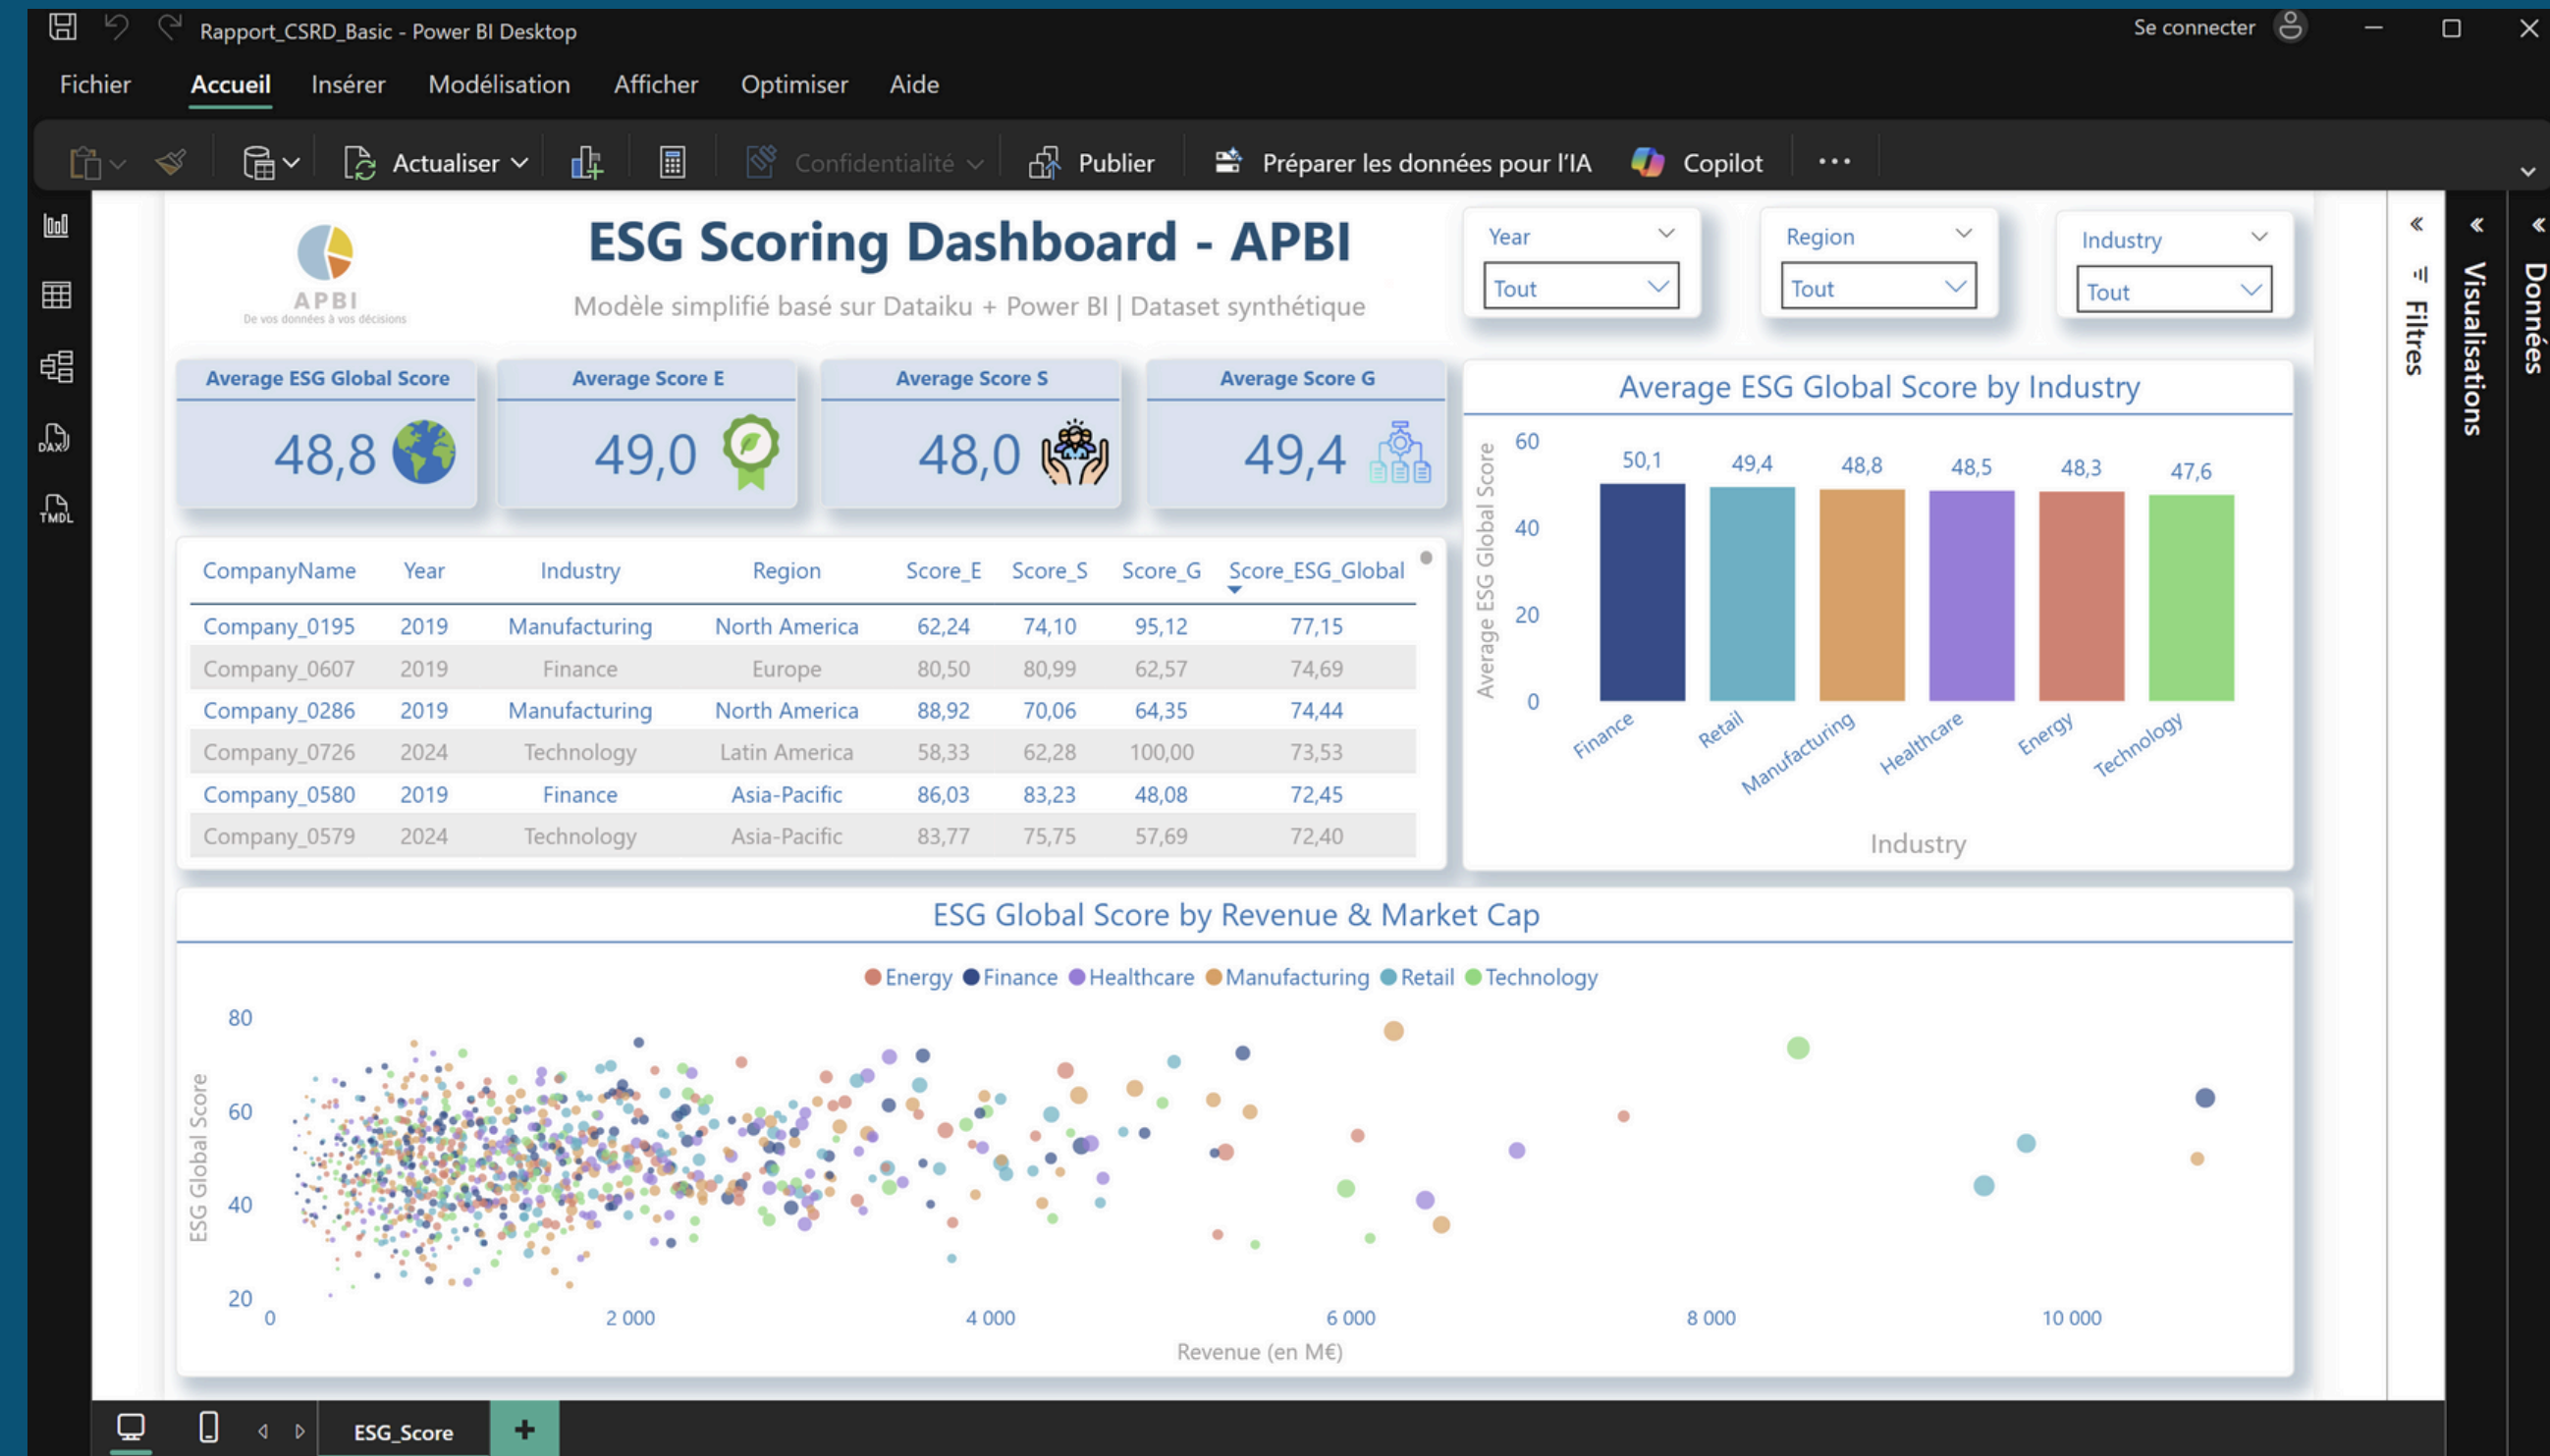 Rapport_CSRD_Basic - Power BI Desktop
Se connecter
Fichier Accueil Insérer Modélisation Afficher Optimiser Aide
Actualiser Confidentialité Publier Préparer les données pour l'IA Copilot
DAX
TMDL
APBI
De vos données à vos décisions
ESG Scoring Dashboard - APBI
Modèle simplifié basé sur Dataiku + Power BI | Dataset synthétique
Year
Tout
Region
Tout
Industry
Tout
Filtres
Visualisations
Données
Average ESG Global Score
48,8
Average Score E
49,0
Average Score S
48,0
Average Score G
49,4
CompanyName Year Industry Region Score_E Score_S Score_G Score_ESG_Global
Company_0195 2019 Manufacturing North America 62,24 74,10 95,12 77,15
Company_0607 2019 Finance Europe 80,50 80,99 62,57 74,69
Company_0286 2019 Manufacturing North America 88,92 70,06 64,35 74,44
Company_0726 2024 Technology Latin America 58,33 62,28 100,00 73,53
Company_0580 2019 Finance Asia-Pacific 86,03 83,23 48,08 72,45
Company_0579 2024 Technology Asia-Pacific 83,77 75,75 57,69 72,40
Average ESG Global Score by Industry
Average ESG Global Score
60
40
20
0
50,1 49,4 48,8 48,5 48,3 47,6
Finance Retail Manufacturing Healthcare Energy Technology
Industry
ESG Global Score by Revenue & Market Cap
Energy Finance Healthcare Manufacturing Retail Technology
ESG Global Score
80
60
40
20
0 2 000 4 000 6 000 8 000 10 000
Revenue (en M€)
ESG_Score